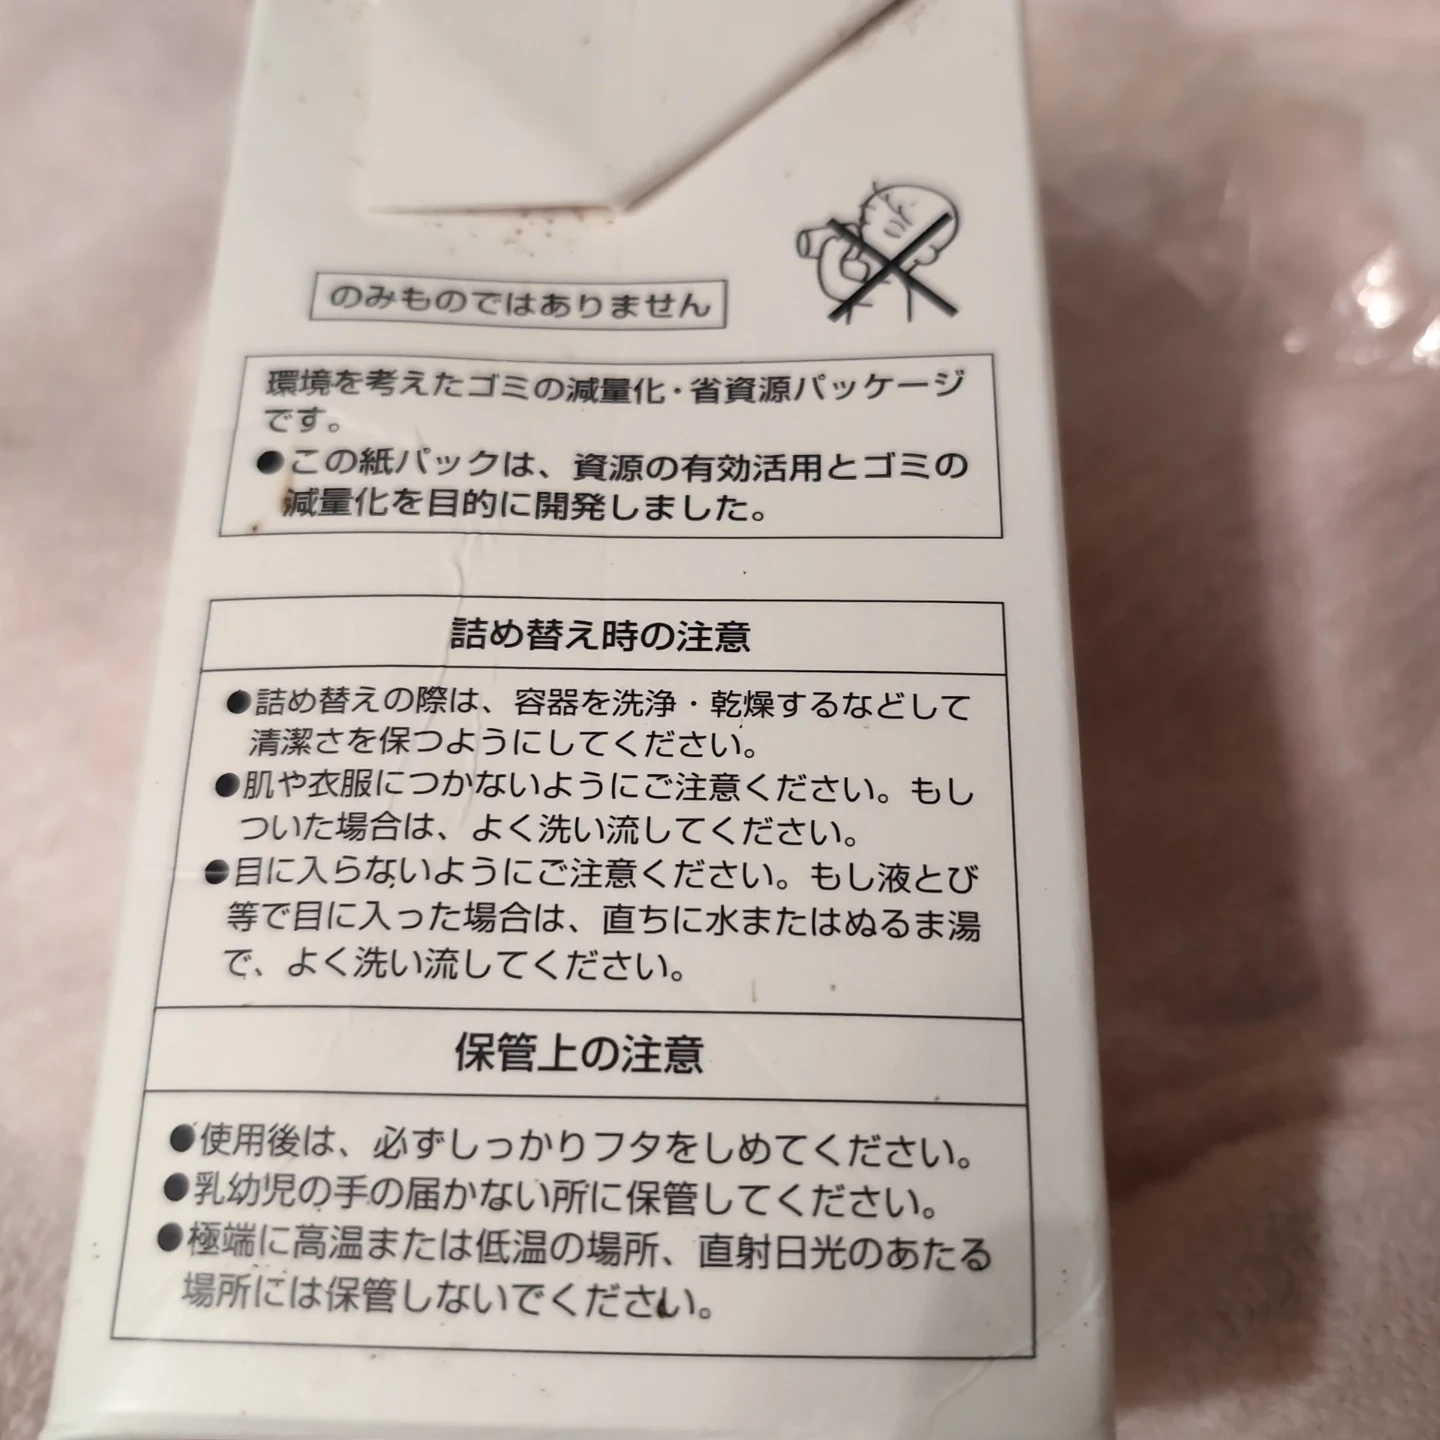 のみものではありません
環境を考えたゴミの減量化・省資源パッケージ
です。
●この紙パックは、資源の有効活用とゴミの
減量化を目的に開発しました。
詰め替え時の注意
●詰め替えの際は、容器を洗浄・乾燥するなどして
清潔さを保つようにしてください。
●肌や衣服につかないようにご注意ください。もし
ついた場合は、よく洗い流してください。
●目に入らないようにご注意ください。もし液とび
等で目に入った場合は、直ちに水またはぬるま湯
で、よく洗い流してください。
保管上の注意
●使用後は、必ずしっかりフタをしめてください。
●乳幼児の手の届かない所に保管してください。
●極端に高温または低温の場所、直射日光のあたる
場所には保管しないでください。